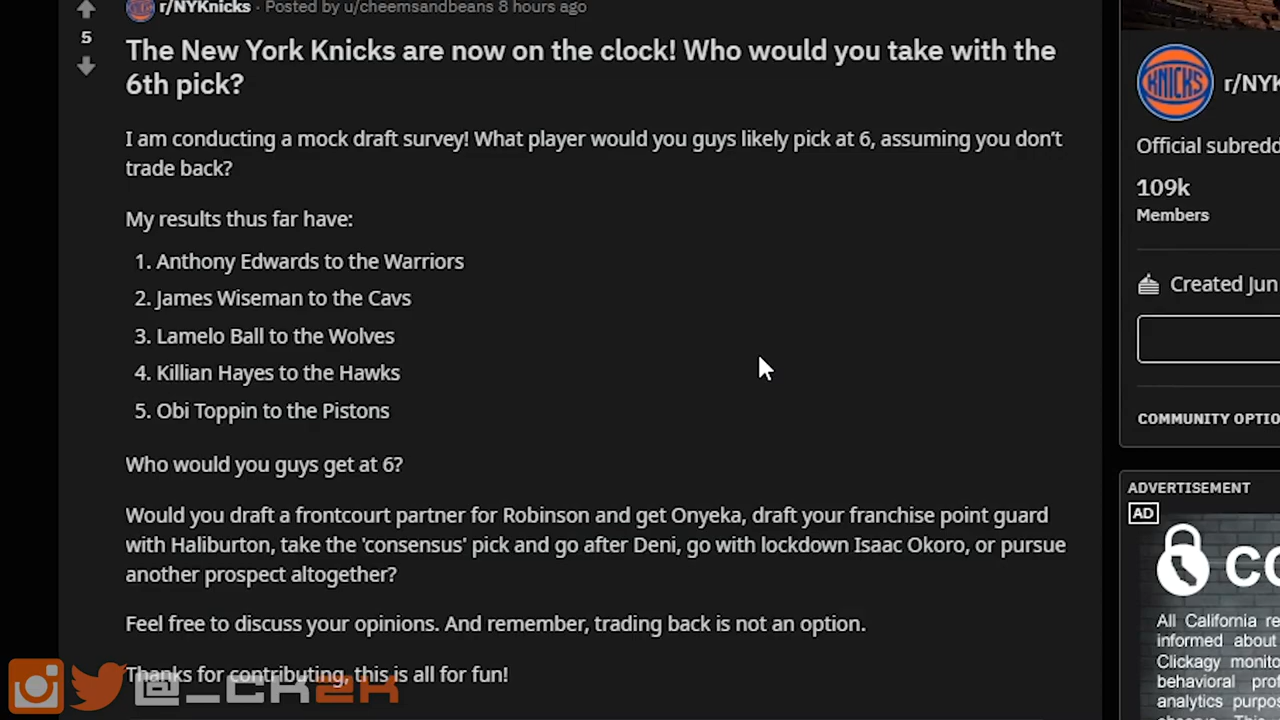 r/NYKnicks · Posted by u/cheemsandbeans 8 hours ago
5
The New York Knicks are now on the clock! Who would you take with the
6th pick?
I am conducting a mock draft survey! What player would you guys likely pick at 6, assuming you don't
trade back?
My results thus far have:
1. Anthony Edwards to the Warriors
2. James Wiseman to the Cavs
3. Lamelo Ball to the Wolves
4. Killian Hayes to the Hawks
5. Obi Toppin to the Pistons
Who would you guys get at 6?
Would you draft a frontcourt partner for Robinson and get Onyeka, draft your franchise point guard
with Haliburton, take the 'consensus' pick and go after Deni, go with lockdown Isaac Okoro, or pursue
another prospect altogether?
Feel free to discuss your opinions. And remember, trading back is not an option.
Thanks for contributing, this is all for fun!
@_CK2K
KNICKS
r/NYK
Official subredd
109k
Members
Created Jun
COMMUNITY OPTIO
ADVERTISEMENT
AD
CC
All California re
informed about
Clickagy monito
behavioral prof
analytics purpos